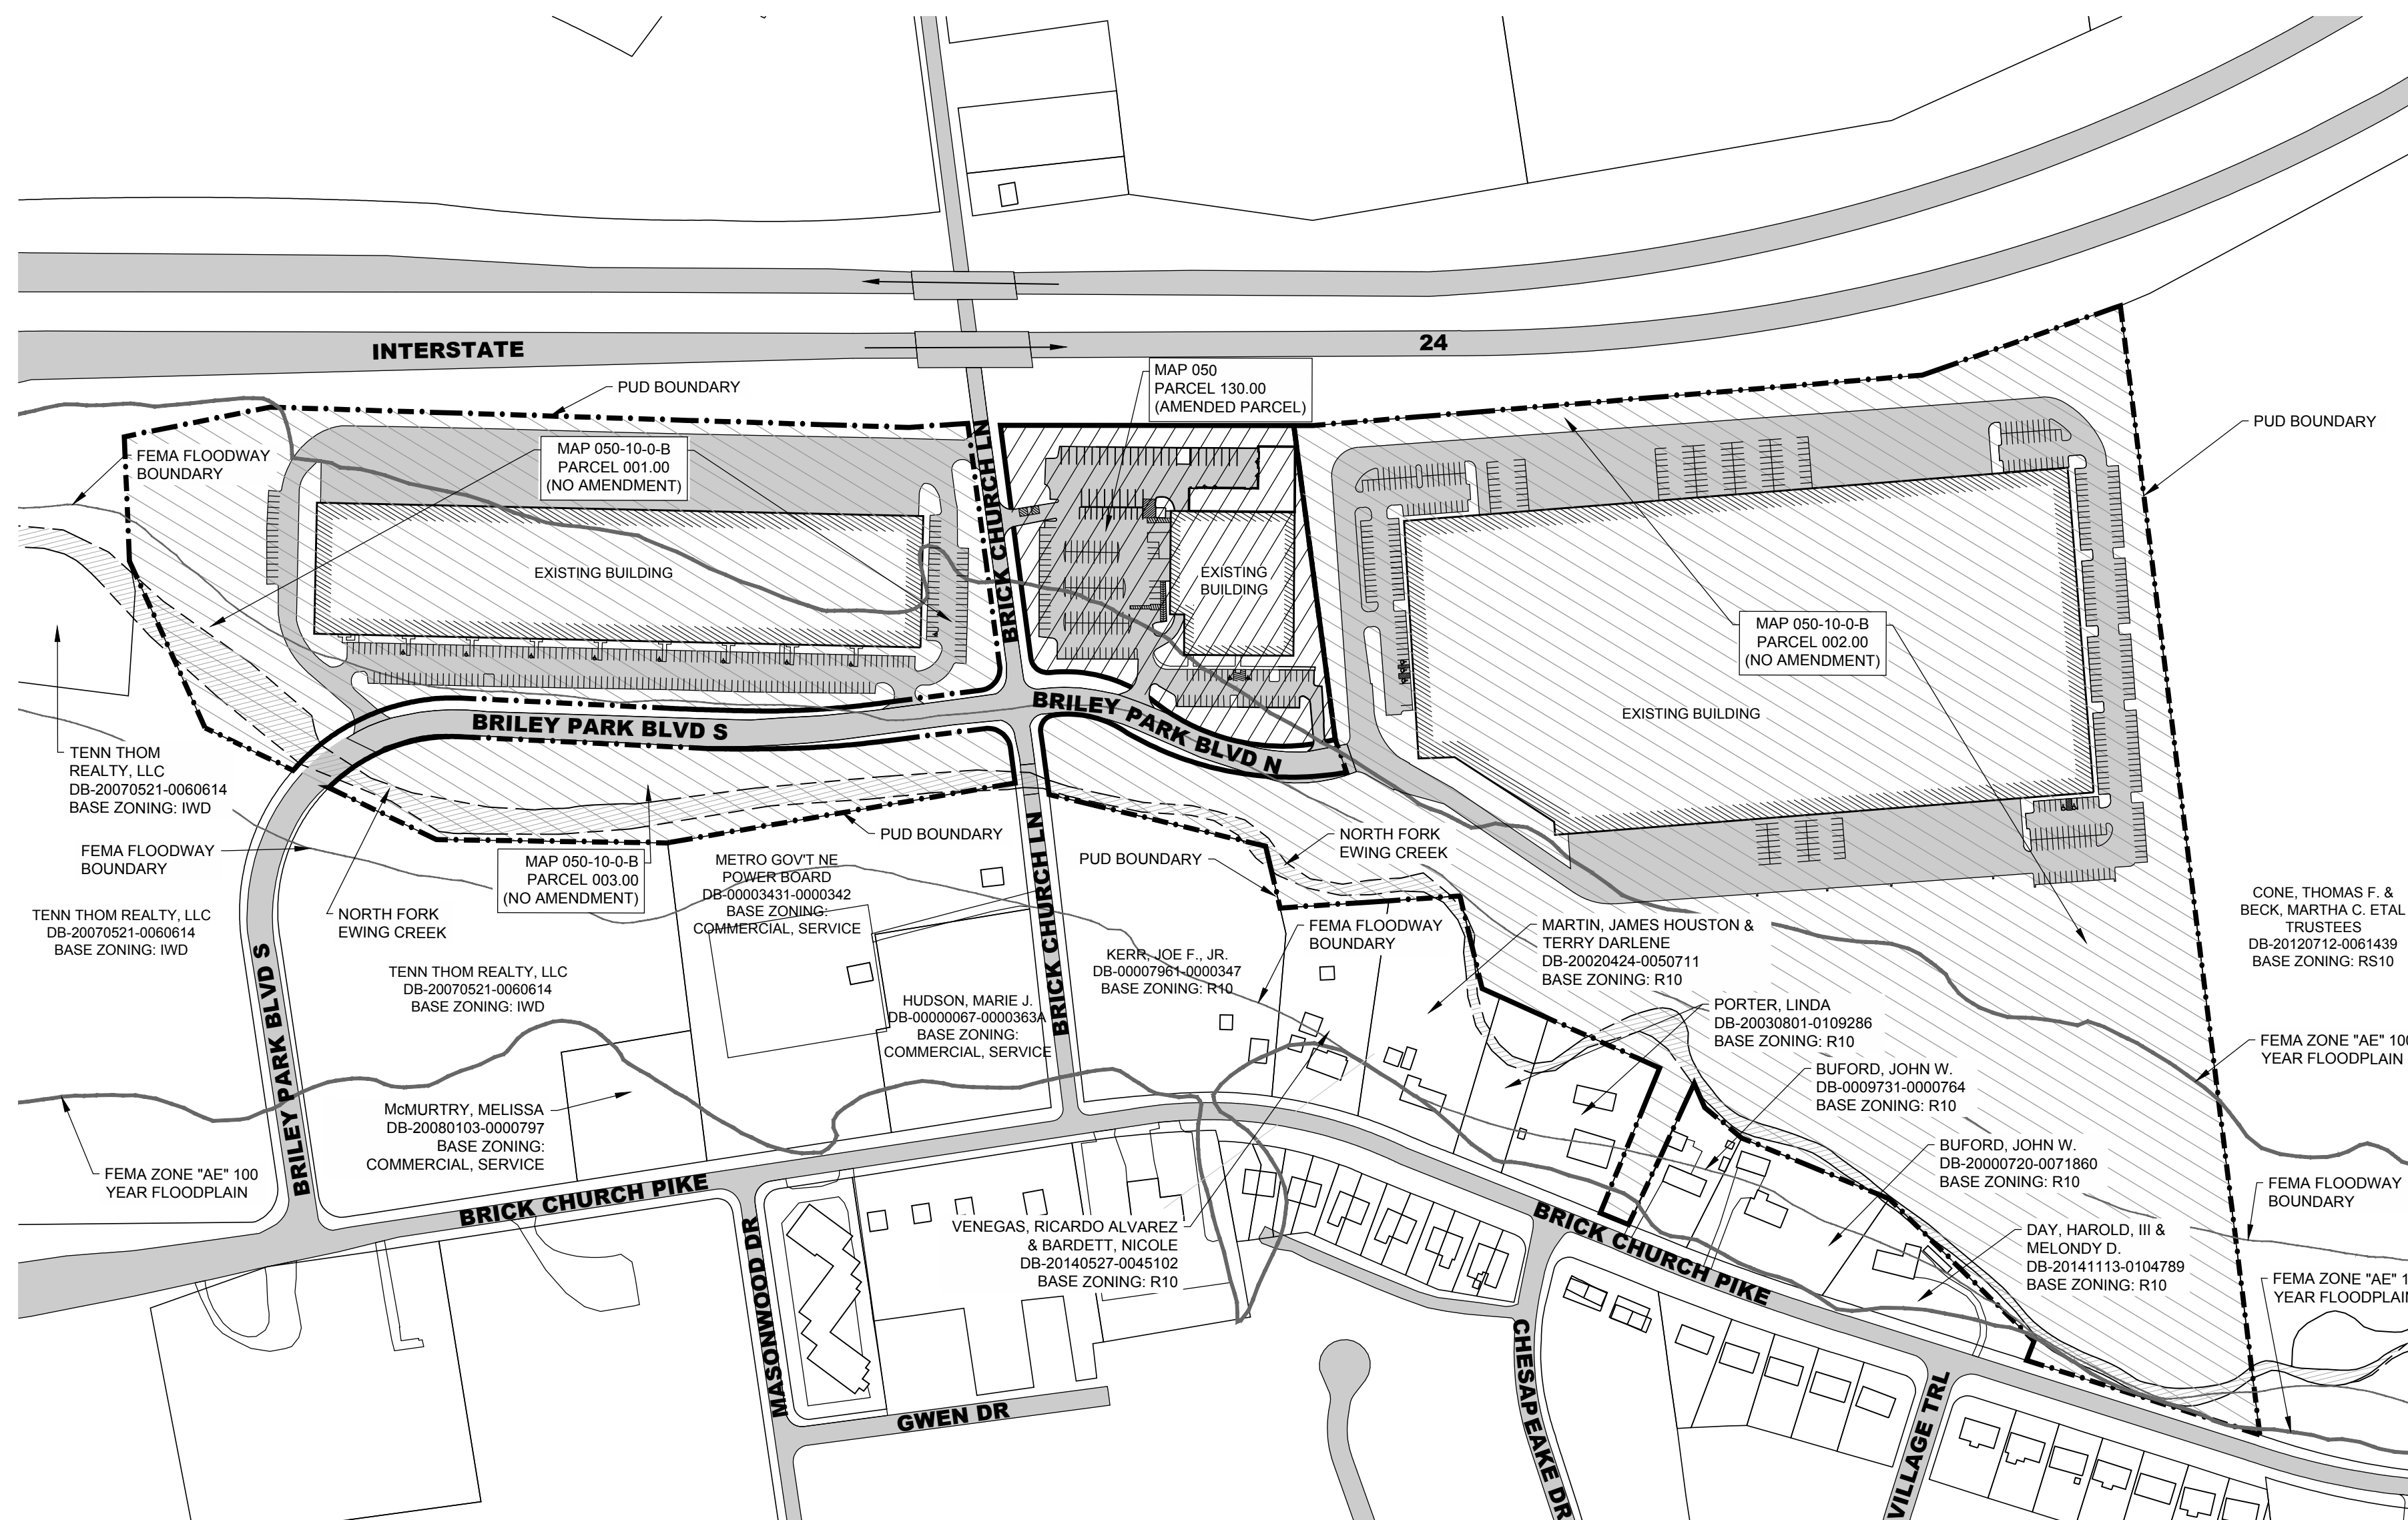 INTERSTATE
24
MAP 050
PARCEL 130.00
(AMENDED PARCEL)
PUD BOUNDARY
PUD BOUNDARY
FEMA FLOODWAY
BOUNDARY
MAP 050-10-0-B
PARCEL 001.00
(NO AMENDMENT)
BRICK CHURCH LN
EXISTING BUILDING
EXISTING
BUILDING
MAP 050-10-0-B
PARCEL 002.00
(NO AMENDMENT)
EXISTING BUILDING
BRILEY PARK BLVD S
BRILEY PARK BLVD N
TENN THOM
REALTY, LLC
DB-20070521-0060614
BASE ZONING: IWD
PUD BOUNDARY
NORTH FORK
EWING CREEK
FEMA FLOODWAY
BOUNDARY
MAP 050-10-0-B
PARCEL 003.00
(NO AMENDMENT)
METRO GOV'T NE
POWER BOARD
DB-00003431-0000342
BASE ZONING:
COMMERCIAL, SERVICE
PUD BOUNDARY
BRICK CHURCH LN
TENN THOM REALTY, LLC
DB-20070521-0060614
BASE ZONING: IWD
NORTH FORK
EWING CREEK
FEMA FLOODWAY
BOUNDARY
MARTIN, JAMES HOUSTON &
TERRY DARLENE
DB-20020424-0050711
BASE ZONING: R10
CONE, THOMAS F. &
BECK, MARTHA C. ETAL
TRUSTEES
DB-20120712-0061439
BASE ZONING: RS10
KERR, JOE F., JR.
DB-00007961-0000347
BASE ZONING: R10
TENN THOM REALTY, LLC
DB-20070521-0060614
BASE ZONING: IWD
HUDSON, MARIE J.
DB-00000067-0000363A
BASE ZONING:
COMMERCIAL, SERVICE
PORTER, LINDA
DB-20030801-0109286
BASE ZONING: R10
BRILEY PARK BLVD S
FEMA ZONE "AE" 100
YEAR FLOODPLAIN
BUFORD, JOHN W.
DB-0009731-0000764
BASE ZONING: R10
McMURTRY, MELISSA
DB-20080103-0000797
BASE ZONING:
COMMERCIAL, SERVICE
BUFORD, JOHN W.
DB-20000720-0071860
BASE ZONING: R10
FEMA ZONE "AE" 100
YEAR FLOODPLAIN
FEMA FLOODWAY
BOUNDARY
BRICK CHURCH PIKE
VENEGAS, RICARDO ALVAREZ
& BARDETT, NICOLE
DB-20140527-0045102
BASE ZONING: R10
BRICK CHURCH PIKE
DAY, HAROLD, III &
MELONDY D.
DB-20141113-0104789
BASE ZONING: R10
FEMA ZONE "AE" 1
YEAR FLOODPLAIN
MASONWOOD DR
GWEN DR
CHESAPEAKE DR
VILLAGE TRL